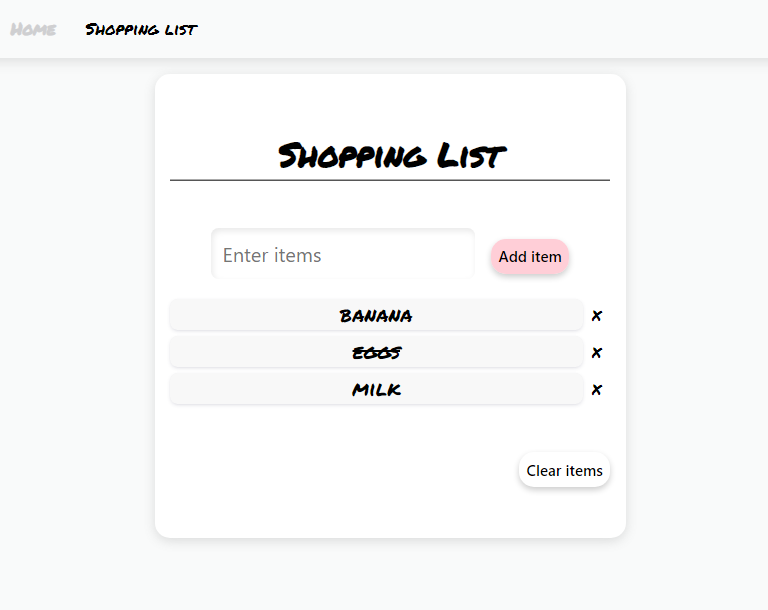 Home Shopping list
Shopping List
Enter items Add item
BANANA x
EGGS x
MILK x
Clear items